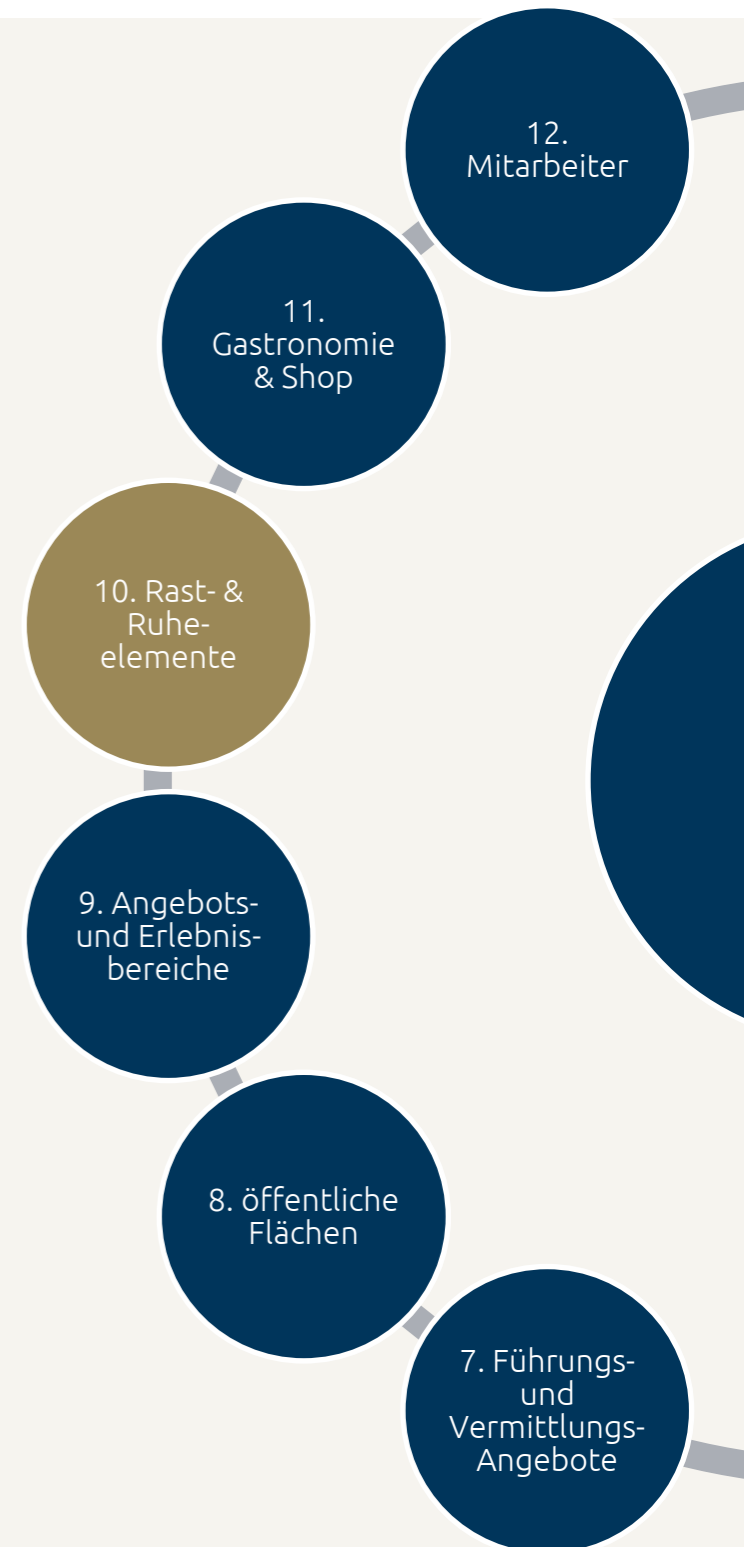 12.
Mitarbeiter
11.
Gastronomie
& Shop
10. Rast- &
Ruhe-
elemente
9. Angebots-
und Erlebnis-
bereiche
8. öffentliche
Flächen
7. Führungs-
und
Vermittlungs-
Angebote